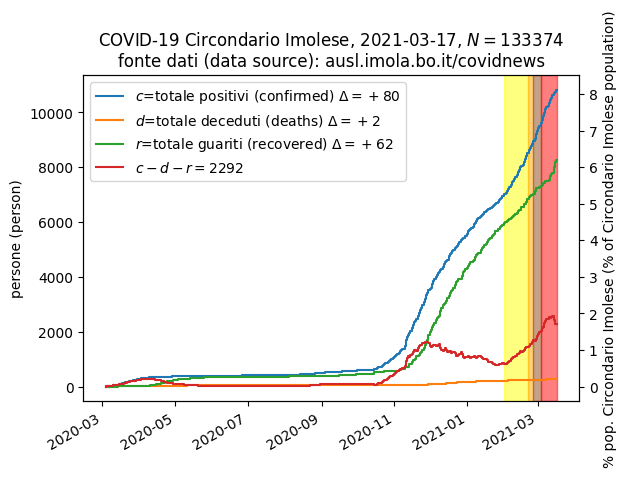 COVID-19 Circondario Imolese, 2021-03-17, N = 133374
fonte dati (data source): ausl.imola.bo.it/covidnews
c=totale positivi (confirmed) Δ = +80
d=totale deceduti (deaths) Δ = +2
r=totale guariti (recovered) Δ = +62
c − d − r = 2292
persone (person)
10000
8000
6000
4000
2000
0
8
7
6
5
4
3
2
1
0
% pop. Circondario Imolese (% of Circondario Imolese population)
2020-03
2020-05
2020-07
2020-09
2020-11
2021-01
2021-03